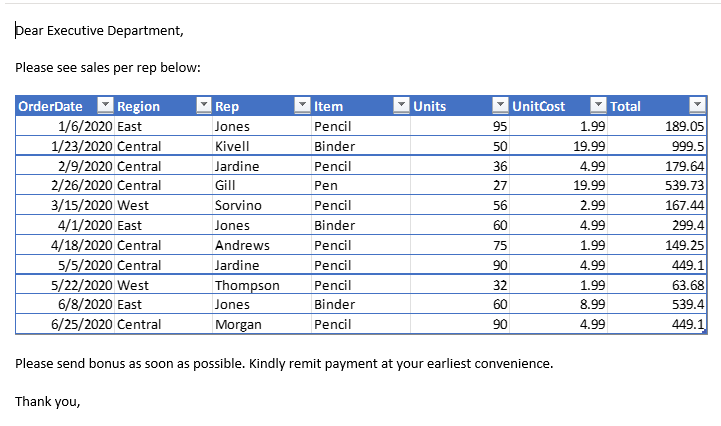 Dear Executive Department,
Please see sales per rep below:
OrderDate Region Rep Item Units UnitCost Total
1/6/2020 East Jones Pencil 95 1.99 189.05
1/23/2020 Central Kivell Binder 50 19.99 999.5
2/9/2020 Central Jardine Pencil 36 4.99 179.64
2/26/2020 Central Gill Pen 27 19.99 539.73
3/15/2020 West Sorvino Pencil 56 2.99 167.44
4/1/2020 East Jones Binder 60 4.99 299.4
4/18/2020 Central Andrews Pencil 75 1.99 149.25
5/5/2020 Central Jardine Pencil 90 4.99 449.1
5/22/2020 West Thompson Pencil 32 1.99 63.68
6/8/2020 East Jones Binder 60 8.99 539.4
6/25/2020 Central Morgan Pencil 90 4.99 449.1
Please send bonus as soon as possible. Kindly remit payment at your earliest convenience.
Thank you,